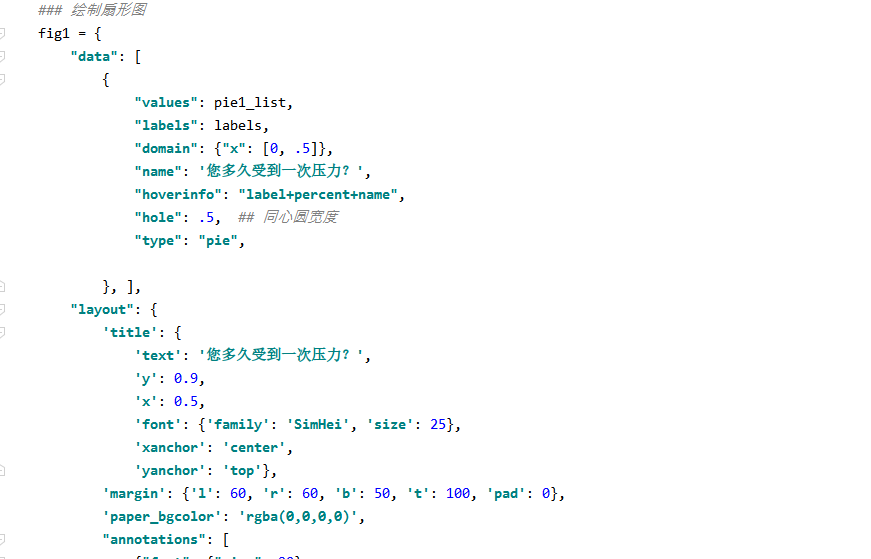 ### 绘制扇形图
fig1 = {
    "data": [
        {
            "values": pie1_list,
            "labels": labels,
            "domain": {"x": [0, .5]},
            "name": '您多久受到一次压力？',
            "hoverinfo": "label+percent+name",
            "hole": .5,  ## 同心圆宽度
            "type": "pie",
        }, ],
    "layout": {
        'title': {
            'text': '您多久受到一次压力？',
            'y': 0.9,
            'x': 0.5,
            'font': {'family': 'SimHei', 'size': 25},
            'xanchor': 'center',
            'yanchor': 'top'},
        'margin': {'l': 60, 'r': 60, 'b': 50, 't': 100, 'pad': 0},
        'paper_bgcolor': 'rgba(0,0,0,0)',
        "annotations": [